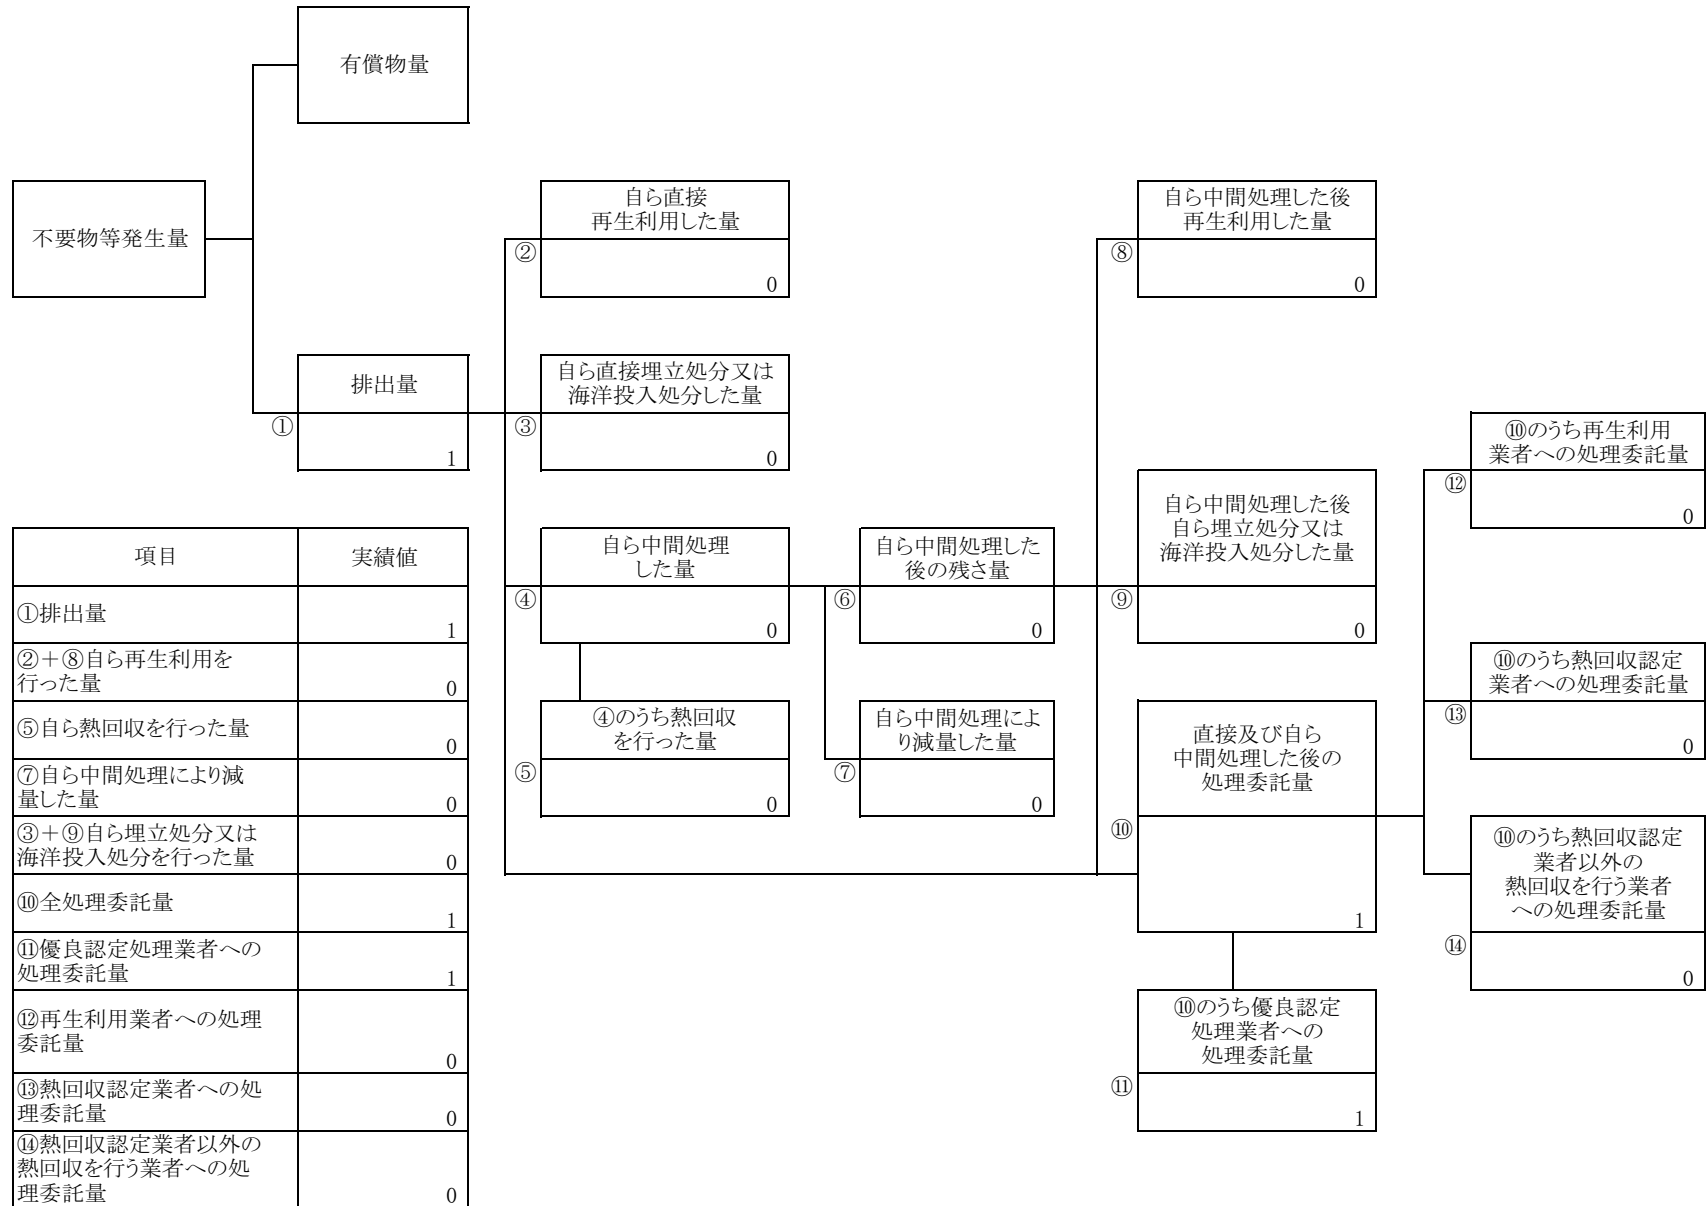 有償物量
不要物等発生量
自ら直接
再生利用した量
②
0
自ら中間処理した後
再生利用した量
⑧
0
排出量
①
1
自ら直接埋立処分又は
海洋投入処分した量
③
0
⑩のうち再生利用
業者への処理委託量
⑫
0
自ら中間処理
した量
④
0
自ら中間処理した
後の残さ量
⑥
0
自ら中間処理した後
自ら埋立処分又は
海洋投入処分した量
⑨
0
⑩のうち熱回収認定
業者への処理委託量
⑬
0
④のうち熱回収
を行った量
⑤
0
自ら中間処理によ
り減量した量
⑦
0
直接及び自ら
中間処理した後の
処理委託量
⑩
1
⑩のうち熱回収認定
業者以外の
熱回収を行う業者
への処理委託量
⑭
0
⑩のうち優良認定
処理業者への
処理委託量
⑪
1
項目 実績値
①排出量
1
②＋⑧自ら再生利用を
行った量 0
⑤自ら熱回収を行った量
0
⑦自ら中間処理により減
量した量 0
③＋⑨自ら埋立処分又は
海洋投入処分を行った量 0
⑩全処理委託量
1
⑪優良認定処理業者への
処理委託量 1
⑫再生利用業者への処理
委託量
0
⑬熱回収認定業者への処
理委託量 0
⑭熱回収認定業者以外の
熱回収を行う業者への処
理委託量 0